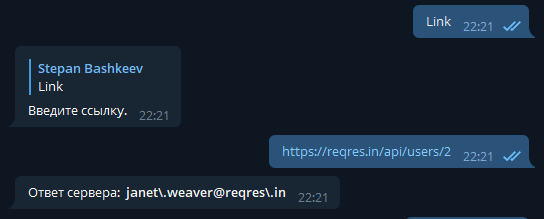 Link 22:21
Stepan Bashkeev
Link
Введите ссылку. 22:21
https://reqres.in/api/users/2 22:21
Ответ сервера: janet\.weaver@reqres\.in 22:21